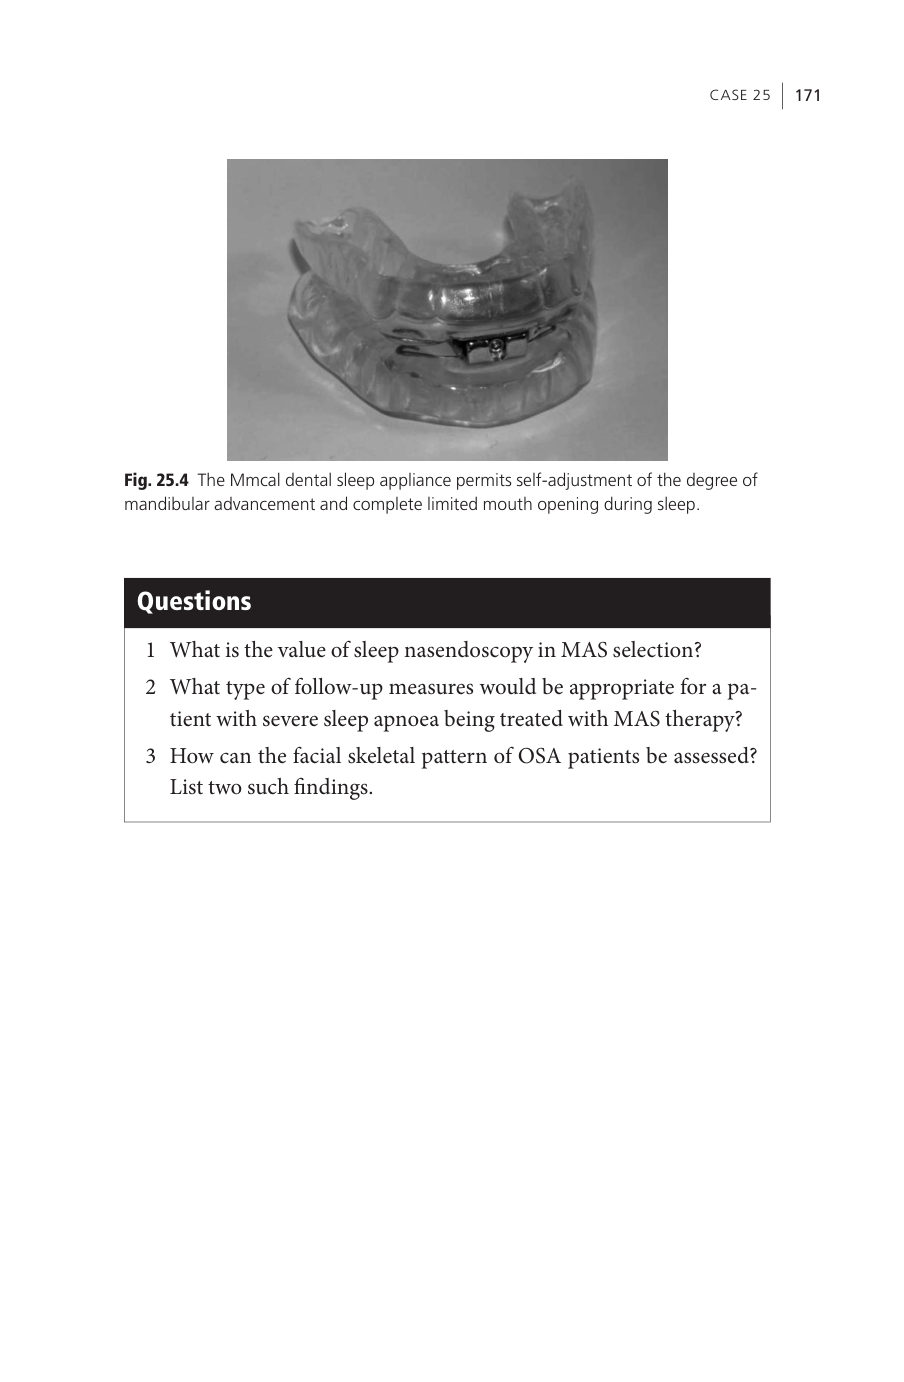 CASE 25 | 171
Fig. 25.4 The Mmcal dental sleep appliance permits self-adjustment of the degree of
mandibular advancement and complete limited mouth opening during sleep.
Questions
1 What is the value of sleep nasendoscopy in MAS selection?
2 What type of follow-up measures would be appropriate for a pa-
tient with severe sleep apnoea being treated with MAS therapy?
3 How can the facial skeletal pattern of OSA patients be assessed?
List two such findings.